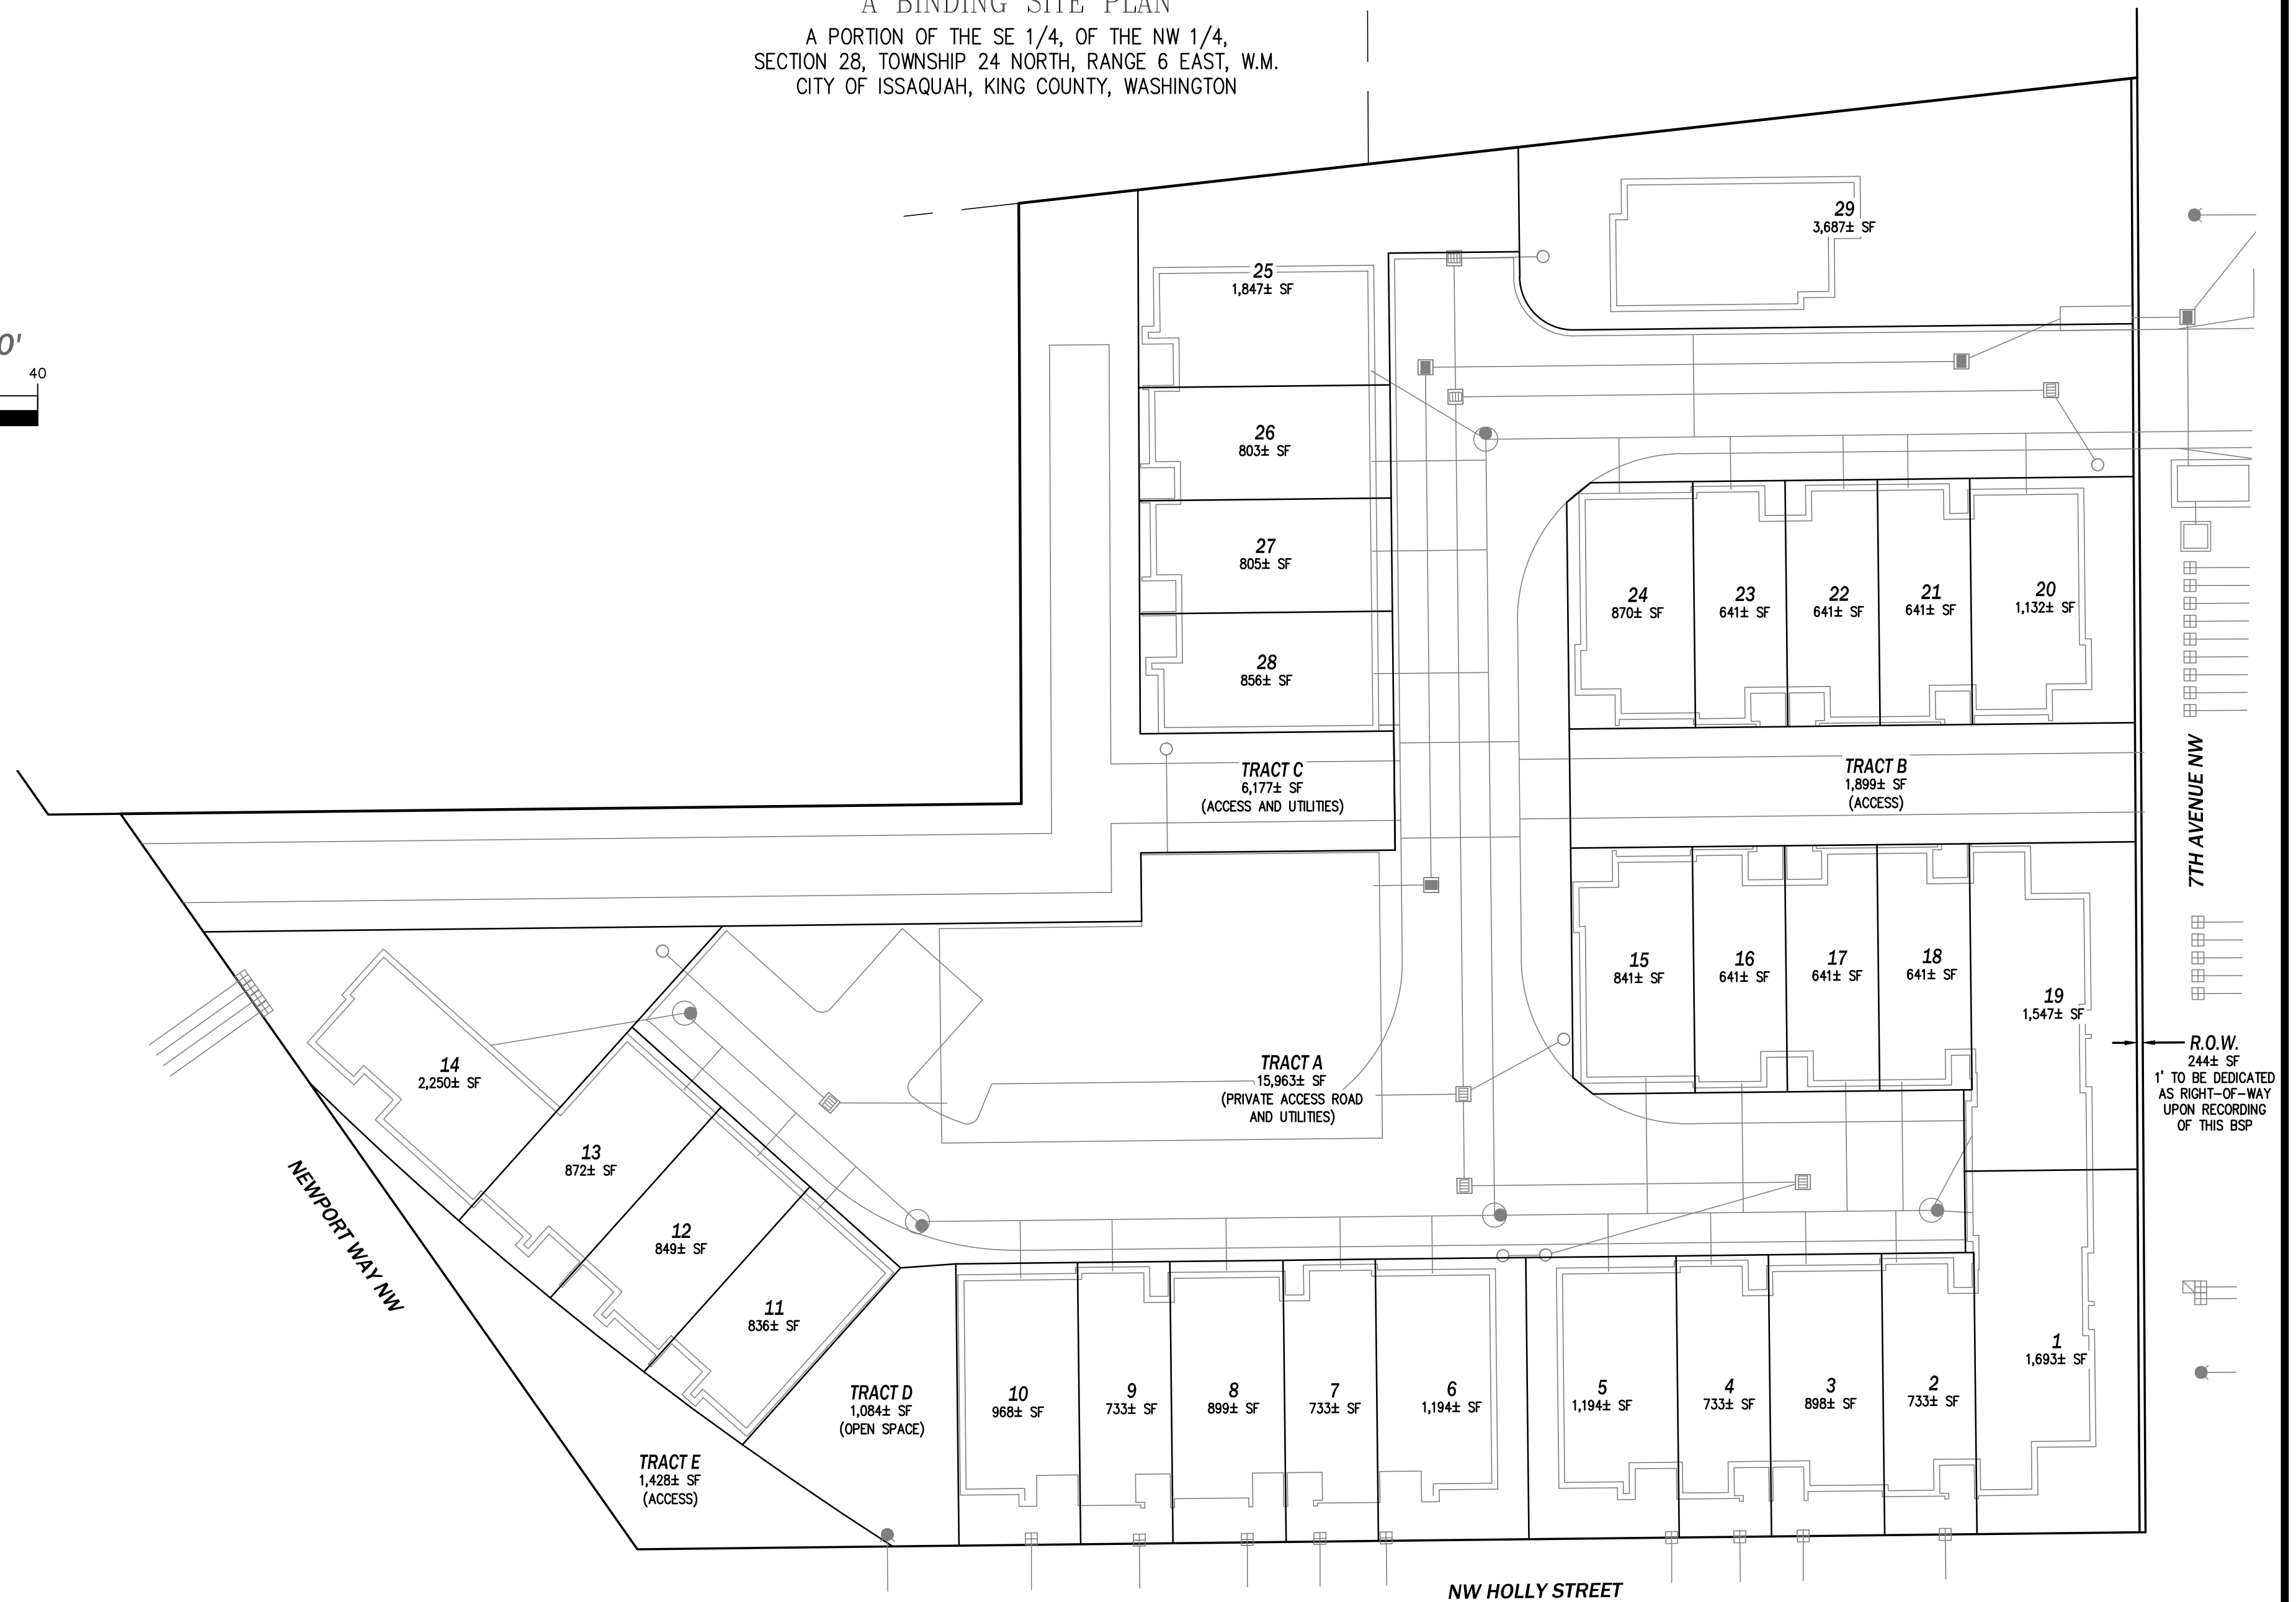 A BINDING SITE PLAN
A PORTION OF THE SE 1/4, OF THE NW 1/4,
SECTION 28, TOWNSHIP 24 NORTH, RANGE 6 EAST, W.M.
CITY OF ISSAQUAH, KING COUNTY, WASHINGTON
0'
40
29
3,687± SF
25
1,847± SF
26
803± SF
27
805± SF
28
856± SF
24
870± SF
23
641± SF
22
641± SF
21
641± SF
20
1,132± SF
TRACT C
6,177± SF
(ACCESS AND UTILITIES)
TRACT B
1,899± SF
(ACCESS)
7TH AVENUE NW
15
841± SF
16
641± SF
17
641± SF
18
641± SF
19
1,547± SF
R.O.W.
244± SF
1' TO BE DEDICATED
AS RIGHT-OF-WAY
UPON RECORDING
OF THIS BSP
TRACT A
15,963± SF
(PRIVATE ACCESS ROAD
AND UTILITIES)
14
2,250± SF
13
872± SF
12
849± SF
11
836± SF
NEWPORT WAY NW
TRACT D
1,084± SF
(OPEN SPACE)
TRACT E
1,428± SF
(ACCESS)
10
968± SF
9
733± SF
8
899± SF
7
733± SF
6
1,194± SF
5
1,194± SF
4
733± SF
3
898± SF
2
733± SF
1
1,693± SF
NW HOLLY STREET